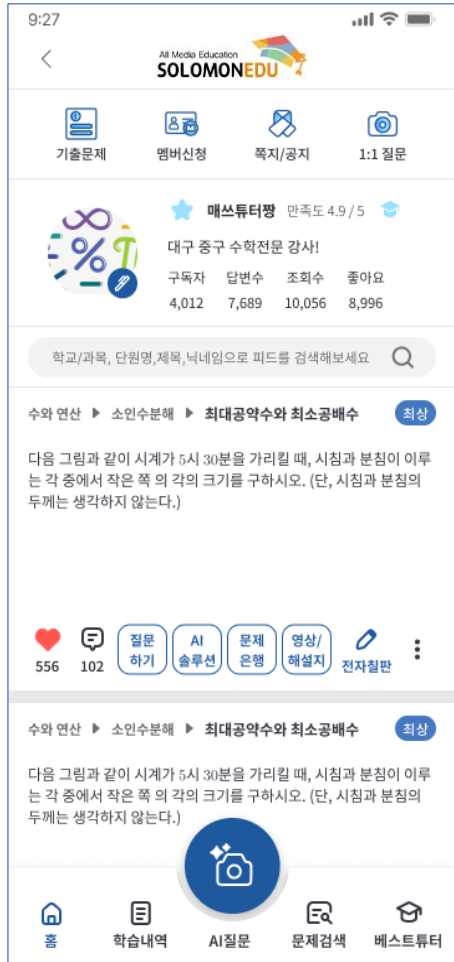 9:27
All Media Education
SOLOMONEDU
기출문제 멤버신청 쪽지/공지 1:1 질문
매쓰튜터짱 만족도 4.9 / 5
대구 중구 수학전문 강사!
구독자 답변수 조회수 좋아요
4,012 7,689 10,056 8,996
학교/과목, 단원명,제목,닉네임으로 피드를 검색해보세요
수와 연산 ▶ 소인수분해 ▶ 최대공약수와 최소공배수 최상
다음 그림과 같이 시계가 5시 30분을 가리킬 때, 시침과 분침이 이루
는 각 중에서 작은 쪽 의 각의 크기를 구하시오. (단, 시침과 분침의
두께는 생각하지 않는다.)
556 102 질문 하기 AI 솔루션 문제 은행 영상/ 해설지 전자칠판
수와 연산 ▶ 소인수분해 ▶ 최대공약수와 최소공배수 최상
다음 그림과 같이 시계가 5시 30분을 가리킬 때, 시침과 분침이 이루
는 각 중에서 작은 쪽 의 각의 크기를 구하시오. (단, 시침과 분침의
두께는 생각하지 않는다.)
홈 학습내역 AI질문 문제검색 베스트튜터